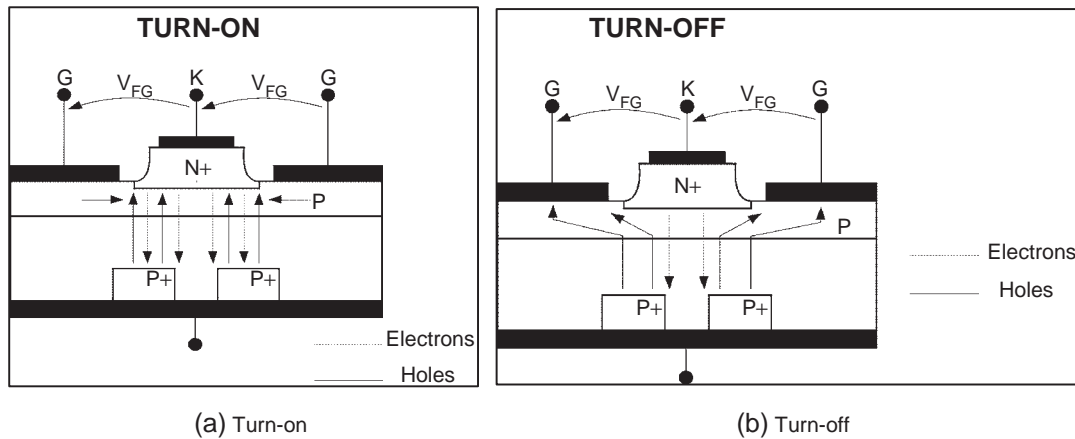 TURN-ON
G V_FG K V_FG G
N+
P
P+ P+
Electrons
Holes
(a) Turn-on
TURN-OFF
G V_FG K V_FG G
N+
P
P+ P+
Electrons
Holes
(b) Turn-off